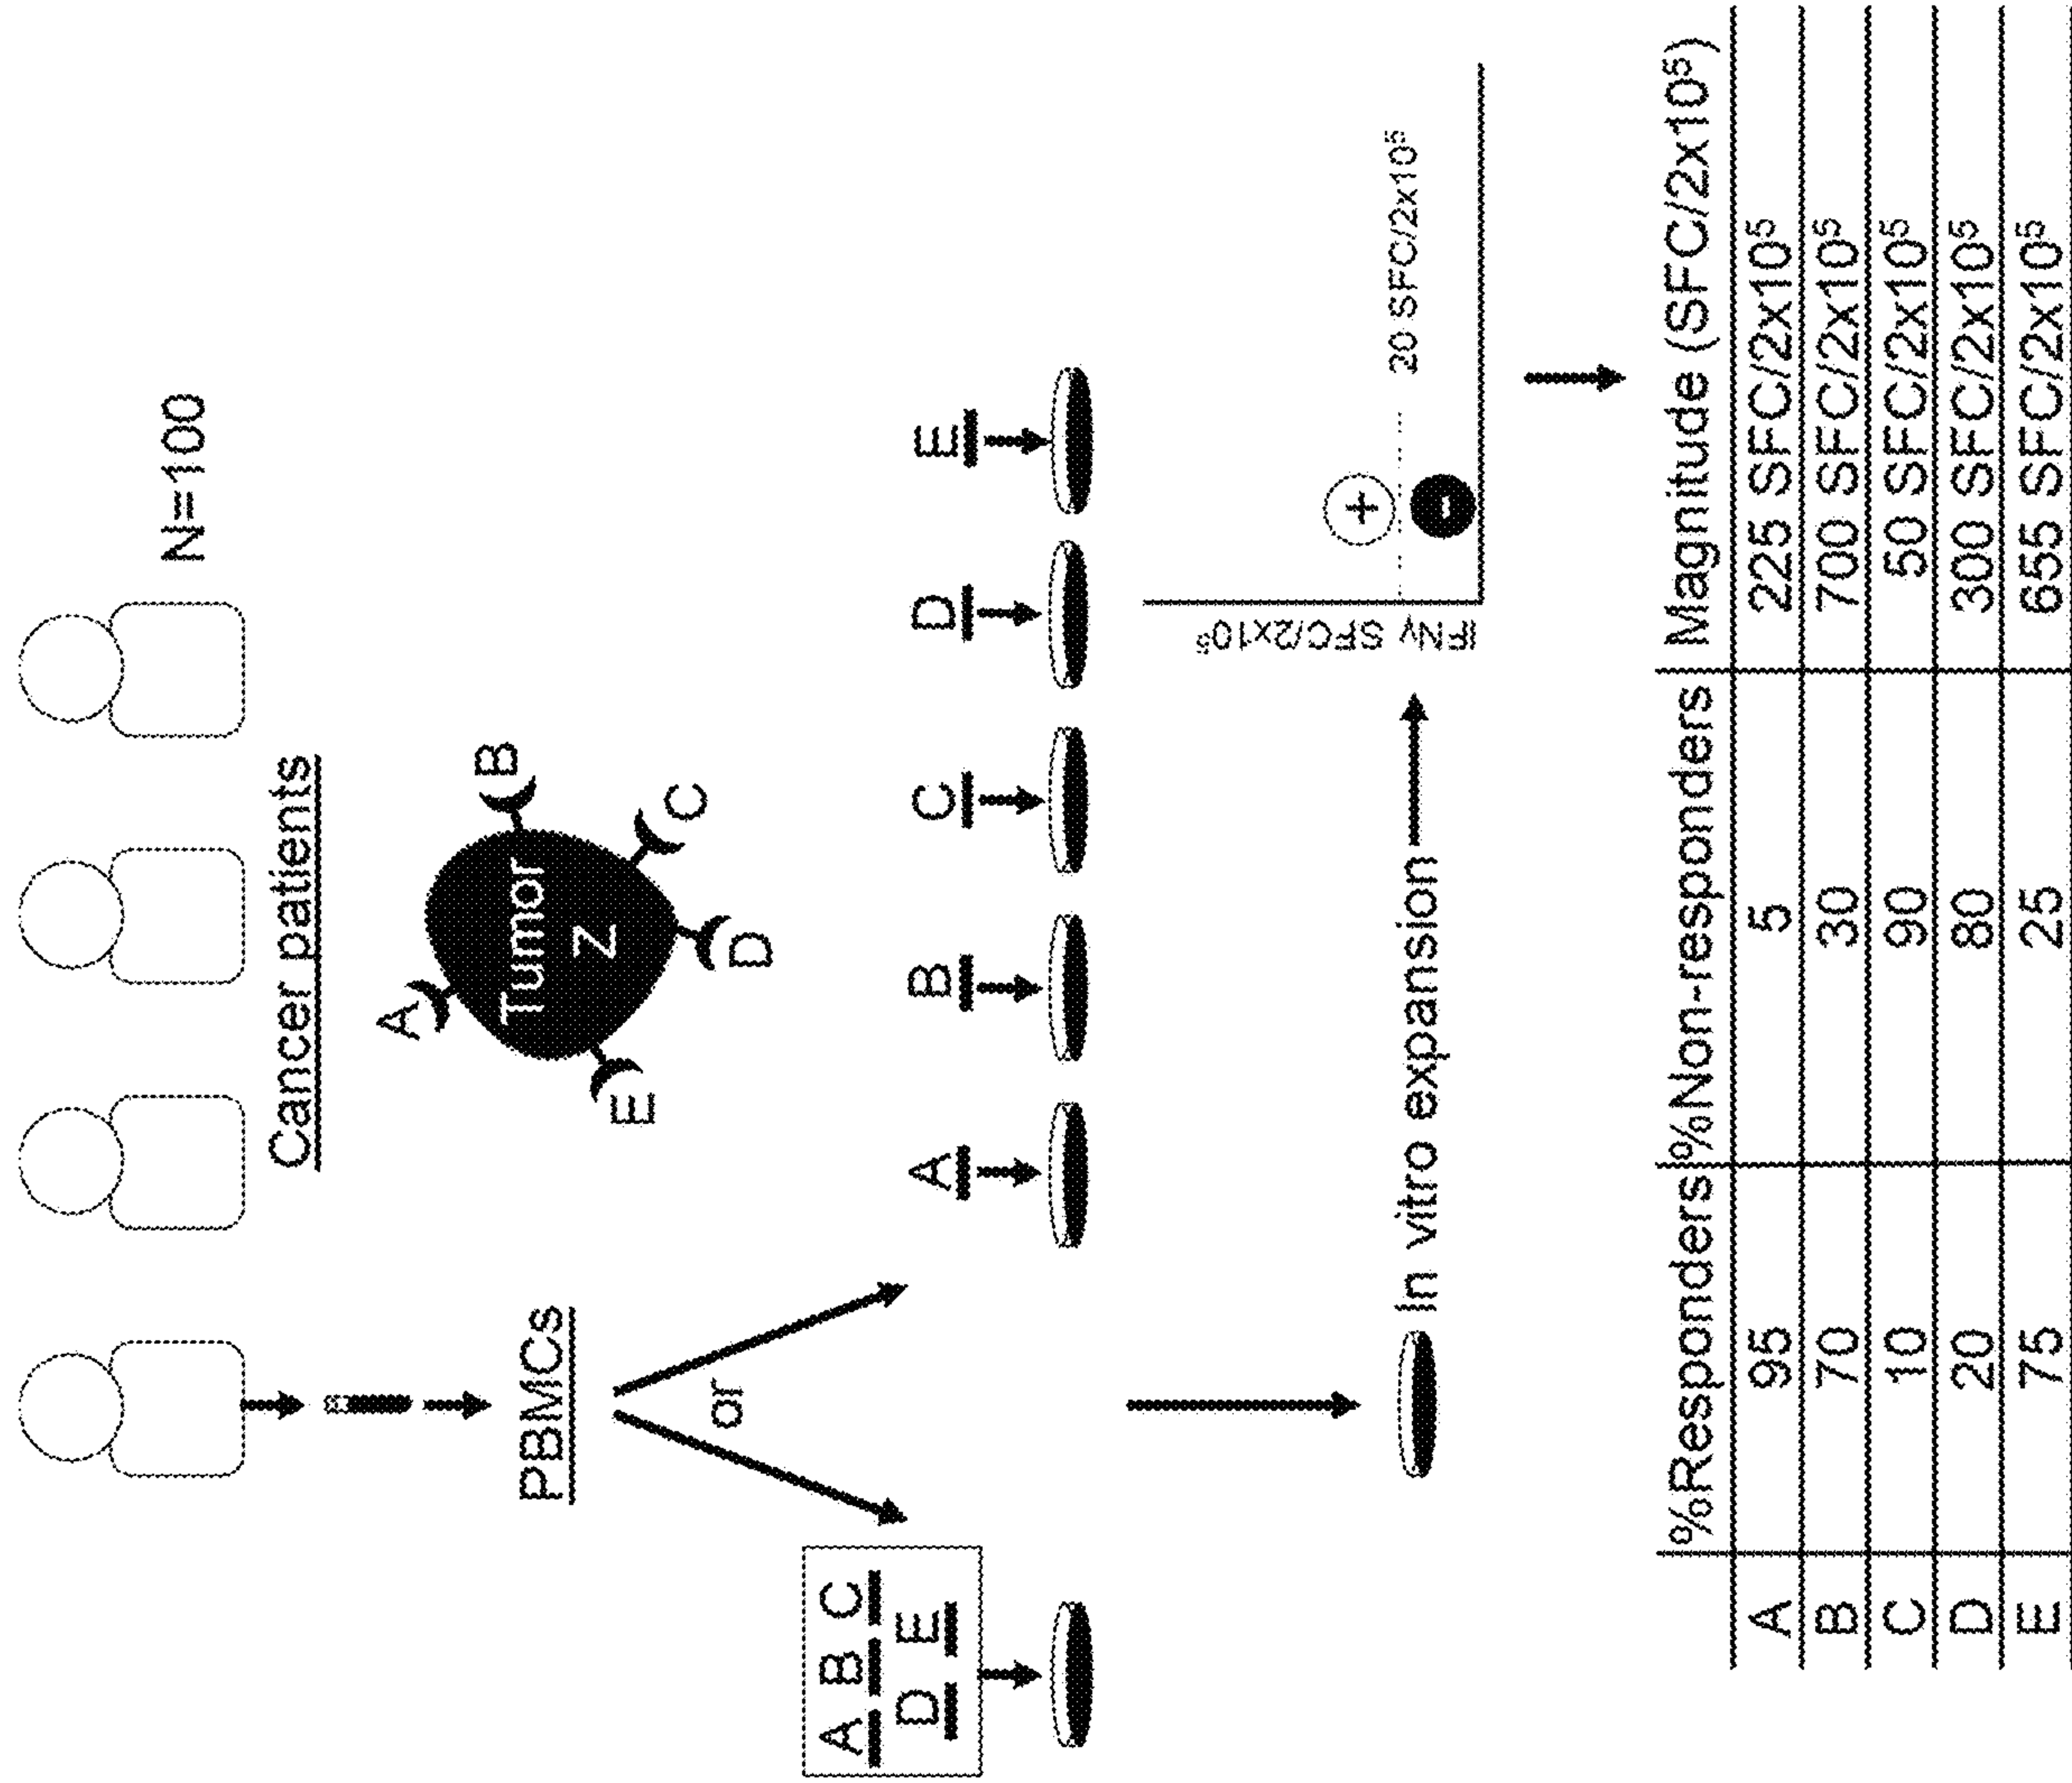 N=100
Cancer patients
PBMCs
or
A
B
C
D
E
Tumor
Z
A B C
D E
A
B
C
D
E
In vitro expansion
IFNγ SFC/2x10⁵
+
-
20 SFC/2x10⁵
%Responders %Non-responders Magnitude (SFC/2x10⁵)
A 95 5 225 SFC/2x10⁵
B 70 30 700 SFC/2x10⁵
C 10 90 50 SFC/2x10⁵
D 20 80 300 SFC/2x10⁵
E 75 25 655 SFC/2x10⁵